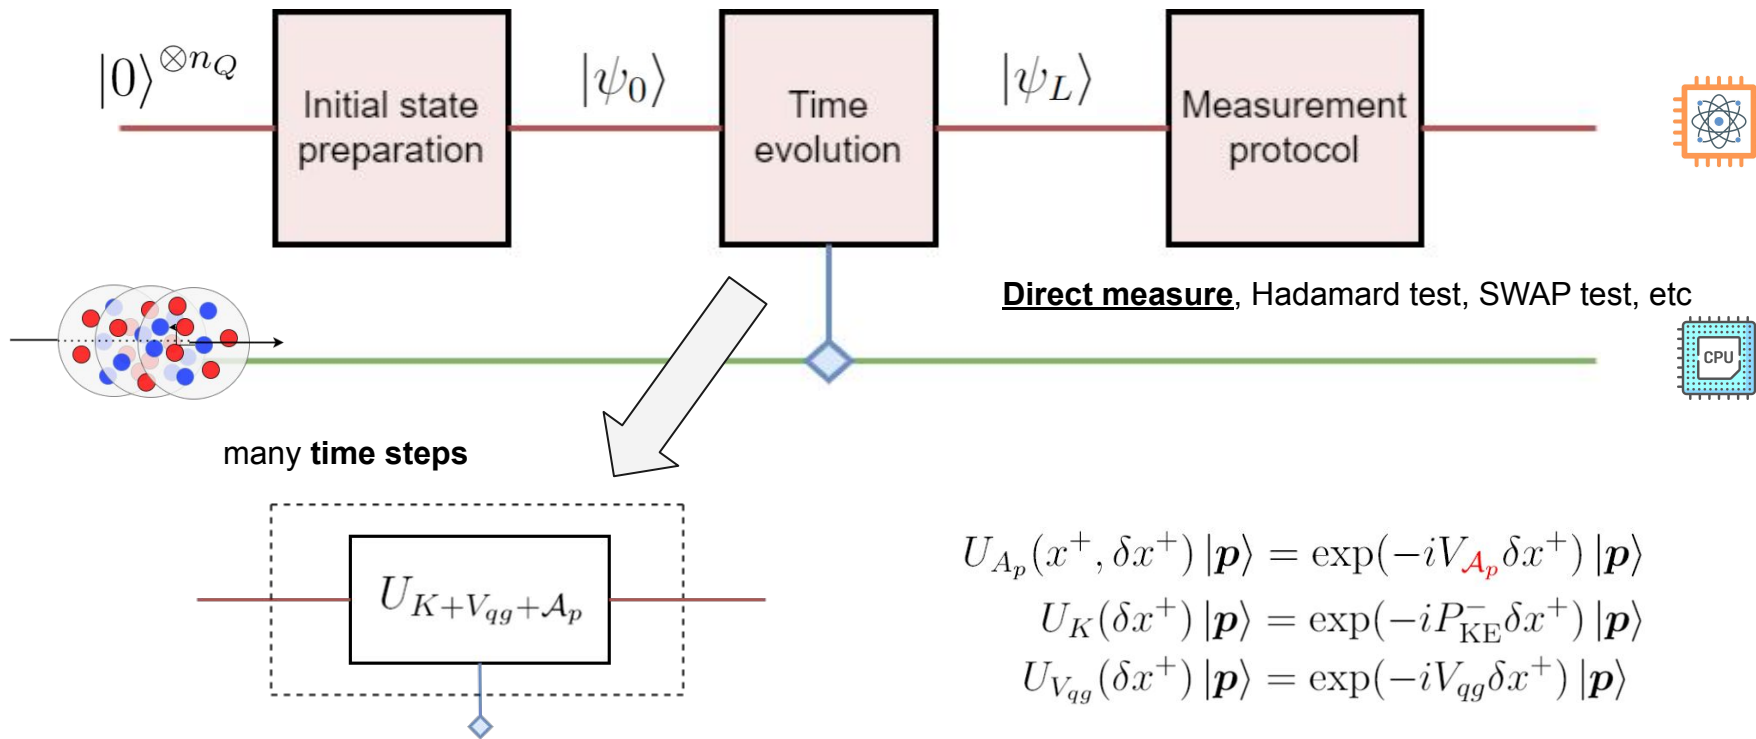 |0⟩^{⊗n_Q}
|ψ_0⟩
|ψ_L⟩
Initial state
preparation
Time
evolution
Measurement
protocol
Direct measure, Hadamard test, SWAP test, etc
CPU
many time steps
U_{K+V_{qg}+\mathcal{A}_p}
U_{A_p}(x^+, δx^+) |p⟩ = exp(−iV_{\mathcal{A}_p}δx^+) |p⟩
U_K(δx^+) |p⟩ = exp(−iP^−_{KE}δx^+) |p⟩
U_{V_{qg}}(δx^+) |p⟩ = exp(−iV_{qg}δx^+) |p⟩